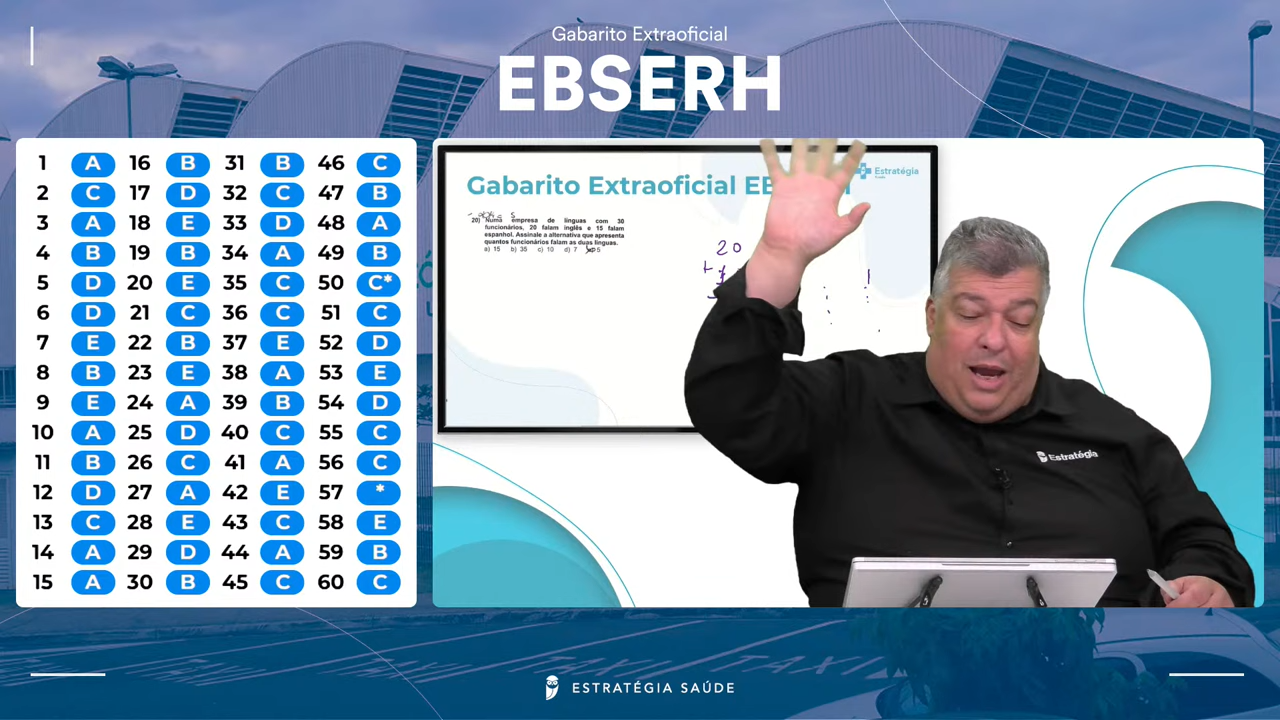 Gabarito Extraoficial
EBSERH
1 A 16 B 31 B 46 C
2 C 17 D 32 C 47 B
3 A 18 E 33 D 48 A
4 B 19 B 34 A 49 B
5 D 20 E 35 C 50 C*
6 D 21 C 36 C 51 C
7 E 22 B 37 E 52 D
8 B 23 E 38 A 53 E
9 E 24 A 39 B 54 D
10 A 25 D 40 C 55 C
11 B 26 C 41 A 56 C
12 D 27 A 42 E 57 *
13 C 28 E 43 C 58 E
14 A 29 D 44 A 59 B
15 A 30 B 45 C 60 C
Estratégia
Gabarito Extraoficial
20) Numa empresa de línguas com 30
funcionários, 20 falam inglês e 15 falam
espanhol. Assinale a alternativa que apresenta
quantos funcionários falam as duas línguas.
a) 15 b) 35 c) 10 d) 7 5
20
+
Estratégia
ESTRATÉGIA SAÚDE